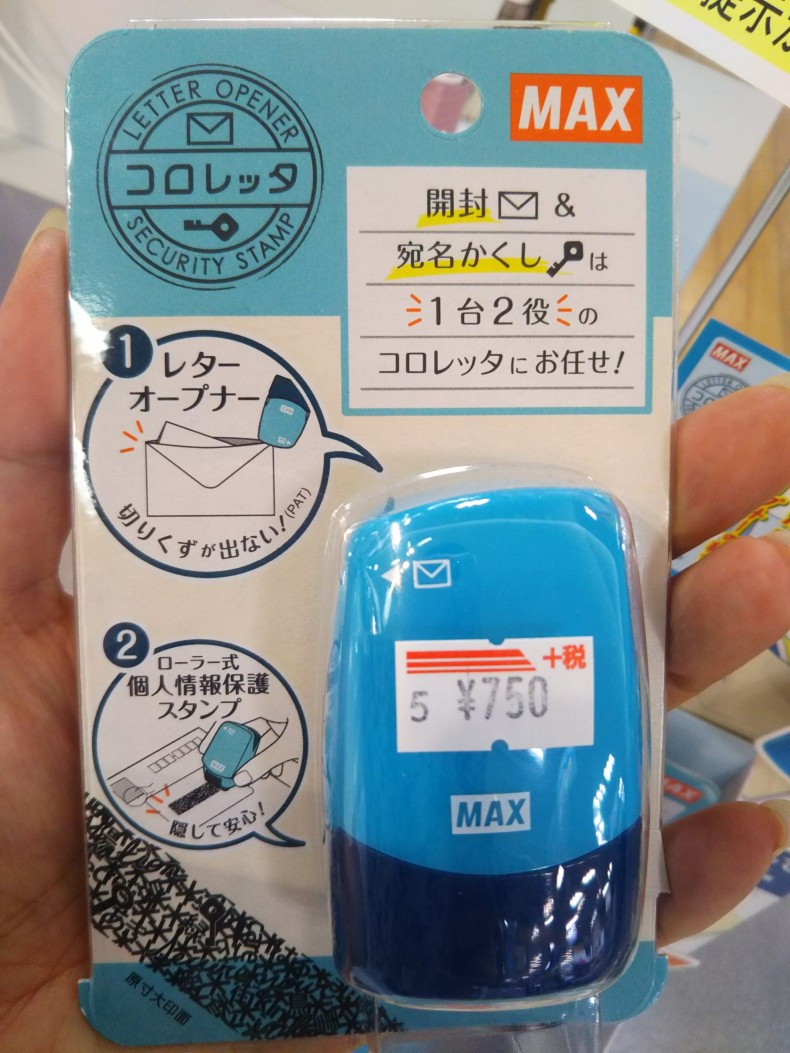 LETTER OPENER
コロレッタ
SECURITY STAMP
MAX
開封 &
宛名かくし は
1台2役 の
コロレッタにお任せ!
1
レター
オープナー
切りくずが出ない!(PAT)
2
ローラー式
個人情報保護
スタンプ
隠して安心!
原寸大印面
+税
5 ¥750
MAX
MAX